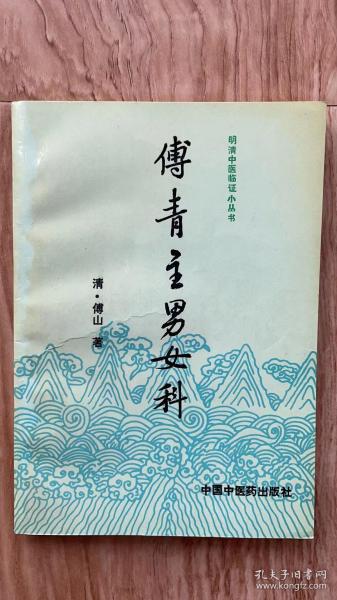 明清中医临证小丛书
傅青主男女科
清·傅山 著
中国中医药出版社
孔夫子旧书网